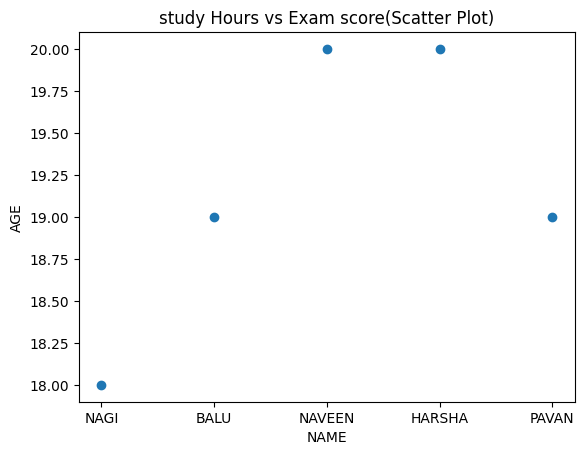 study Hours vs Exam score(Scatter Plot)
20.00
19.75
19.50
19.25
19.00
18.75
18.50
18.25
18.00
AGE
NAGI BALU NAVEEN HARSHA PAVAN
NAME